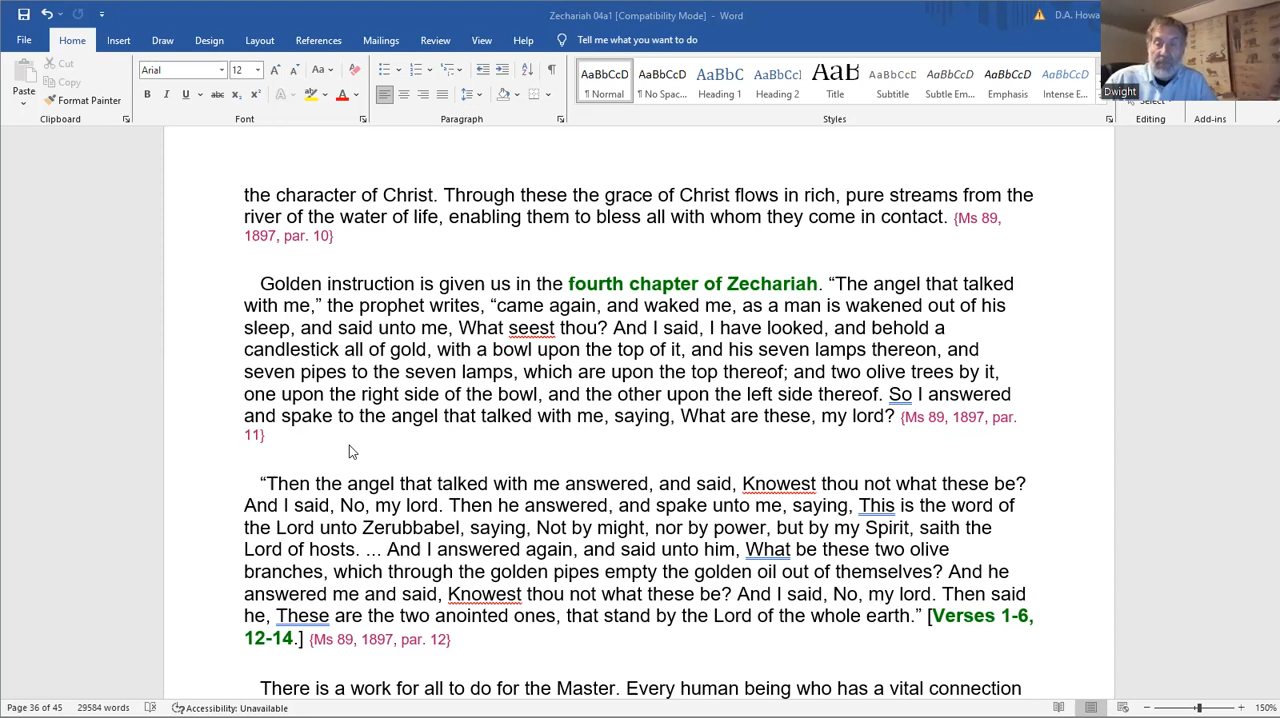 Zechariah 04a1 [Compatibility Mode] - Word
D.A. Howa
File Home Insert Draw Design Layout References Mailings Review View Help Tell me what you want to do
Dwight
Paste
Cut
Copy
Format Painter
Clipboard
Arial 12
Font
Paragraph
AaBbCcD AaBbCcD AaBbC AaBbCcI AaB AaBbCcD AaBbCcD AaBbCcD AaBbCcD
¶ Normal ¶ No Spac... Heading 1 Heading 2 Title Subtitle Subtle Em... Emphasis Intense E...
Styles
Select
Editing
Add-ins
the character of Christ. Through these the grace of Christ flows in rich, pure streams from the
river of the water of life, enabling them to bless all with whom they come in contact. {Ms 89,
1897, par. 10}
Golden instruction is given us in the fourth chapter of Zechariah. “The angel that talked
with me,” the prophet writes, “came again, and waked me, as a man is wakened out of his
sleep, and said unto me, What seest thou? And I said, I have looked, and behold a
candlestick all of gold, with a bowl upon the top of it, and his seven lamps thereon, and
seven pipes to the seven lamps, which are upon the top thereof; and two olive trees by it,
one upon the right side of the bowl, and the other upon the left side thereof. So I answered
and spake to the angel that talked with me, saying, What are these, my lord? {Ms 89, 1897, par.
11}
“Then the angel that talked with me answered, and said, Knowest thou not what these be?
And I said, No, my lord. Then he answered, and spake unto me, saying, This is the word of
the Lord unto Zerubbabel, saying, Not by might, nor by power, but by my Spirit, saith the
Lord of hosts. ... And I answered again, and said unto him, What be these two olive
branches, which through the golden pipes empty the golden oil out of themselves? And he
answered me and said, Knowest thou not what these be? And I said, No, my lord. Then said
he, These are the two anointed ones, that stand by the Lord of the whole earth.” [Verses 1-6,
12-14.] {Ms 89, 1897, par. 12}
There is a work for all to do for the Master. Every human being who has a vital connection
Page 36 of 45 29584 words Accessibility: Unavailable 150%